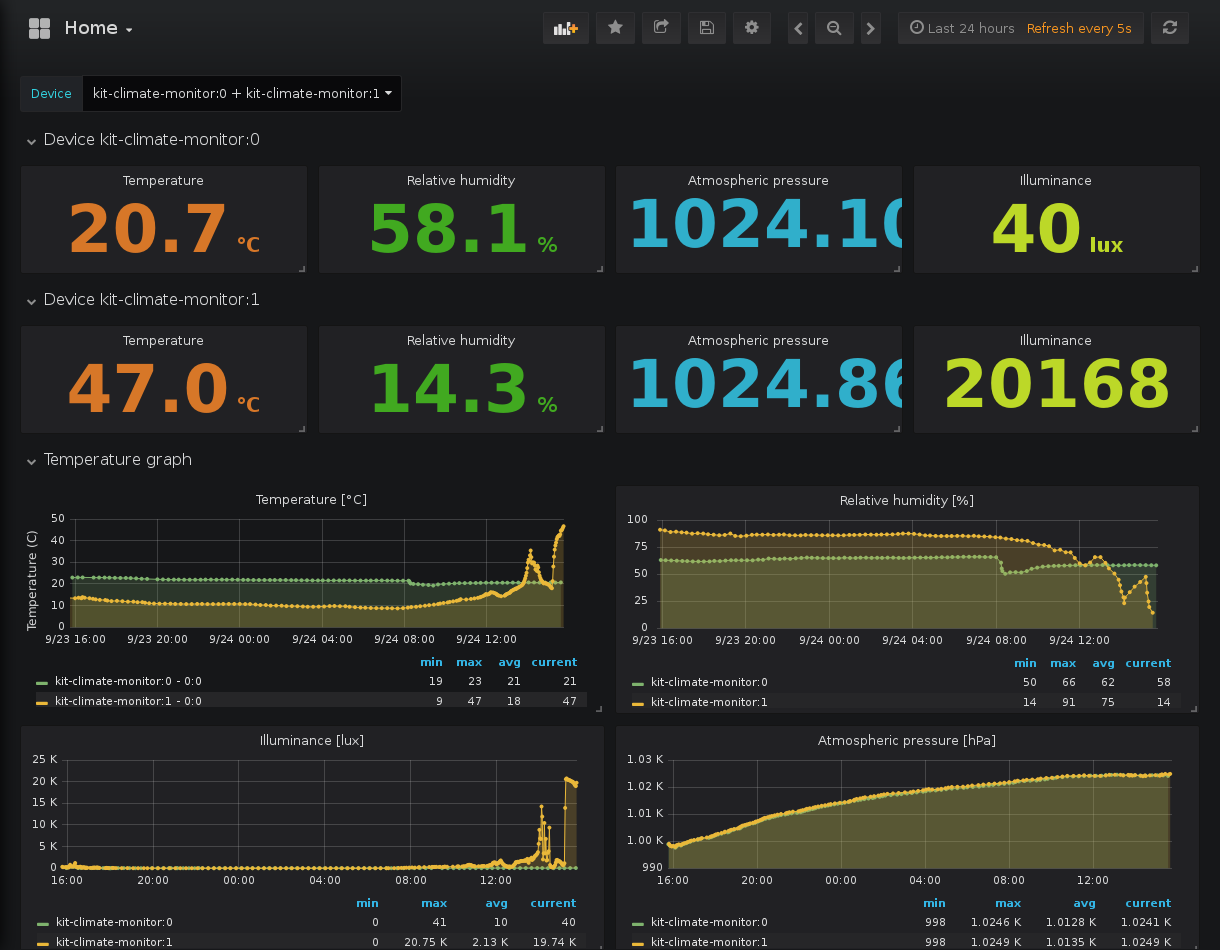 Home
Last 24 hours Refresh every 5s
Device kit-climate-monitor:0 + kit-climate-monitor:1
Device kit-climate-monitor:0
Temperature Relative humidity Atmospheric pressure Illuminance
20.7 °C 58.1 % 1024.10 40 lux
Device kit-climate-monitor:1
Temperature Relative humidity Atmospheric pressure Illuminance
47.0 °C 14.3 % 1024.86 20168
Temperature graph
Temperature [°C]
Temperature (C)
50
40
30
20
10
0
9/23 16:00 9/23 20:00 9/24 00:00 9/24 04:00 9/24 08:00 9/24 12:00
min max avg current
kit-climate-monitor:0 - 0:0 19 23 21 21
kit-climate-monitor:1 - 0:0 9 47 18 47
Relative humidity [%]
100
75
50
25
0
9/23 16:00 9/23 20:00 9/24 00:00 9/24 04:00 9/24 08:00 9/24 12:00
min max avg current
kit-climate-monitor:0 50 66 62 58
kit-climate-monitor:1 14 91 75 14
Illuminance [lux]
25 K
20 K
15 K
10 K
5 K
0
16:00 20:00 00:00 04:00 08:00 12:00
min max avg current
kit-climate-monitor:0 0 41 10 40
kit-climate-monitor:1 0 20.75 K 2.13 K 19.74 K
Atmospheric pressure [hPa]
1.03 K
1.02 K
1.01 K
1.00 K
990
16:00 20:00 00:00 04:00 08:00 12:00
min max avg current
kit-climate-monitor:0 998 1.0246 K 1.0128 K 1.0241 K
kit-climate-monitor:1 998 1.0249 K 1.0135 K 1.0249 K